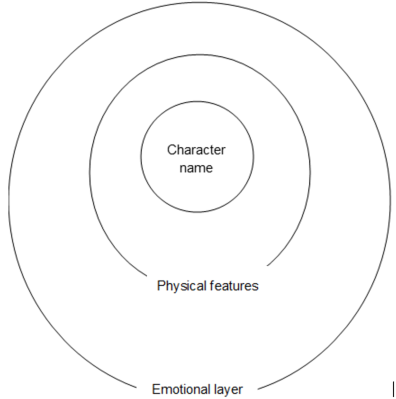 Character
name
Physical features
Emotional layer